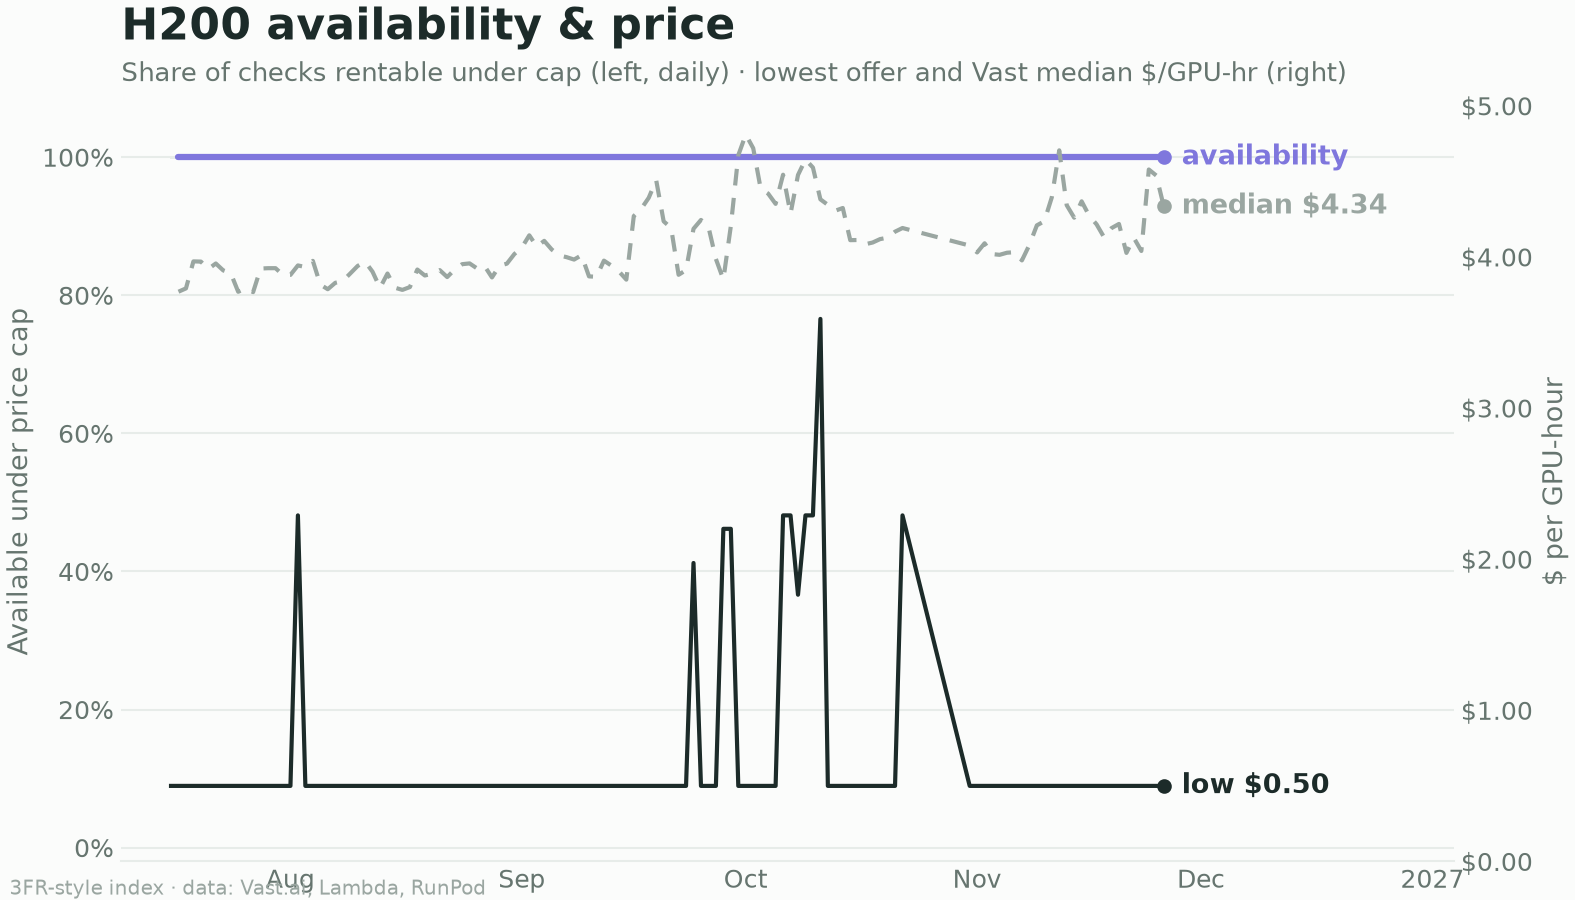 H200 availability & price
Share of checks rentable under cap (left, daily) · lowest offer and Vast median $/GPU-hr (right)
$5.00
100%
availability
median $4.34
$4.00
80%
Available under price cap
60%
$3.00
$ per GPU-hour
40%
$2.00
20%
$1.00
low $0.50
0%
$0.00
Aug Sep Oct Nov Dec 2027
3FR-style index · data: Vast.ai, Lambda, RunPod